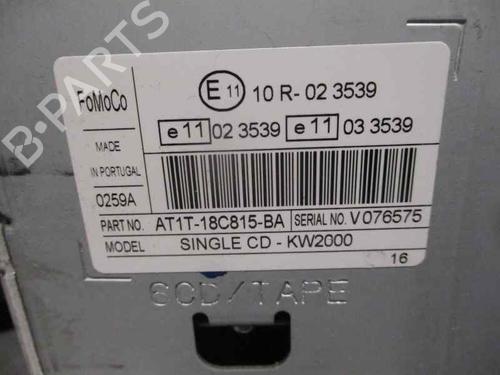 B-PARTS
FoMoCo
MADE
IN PORTUGAL
0259A
E 11 10 R- 02 3539
e 11 02 3539 e 11 03 3539
PART NO. AT1T-18C815-BA SERIAL NO. V 076575
MODEL SINGLE CD - KW2000
16
6CD/TAPE